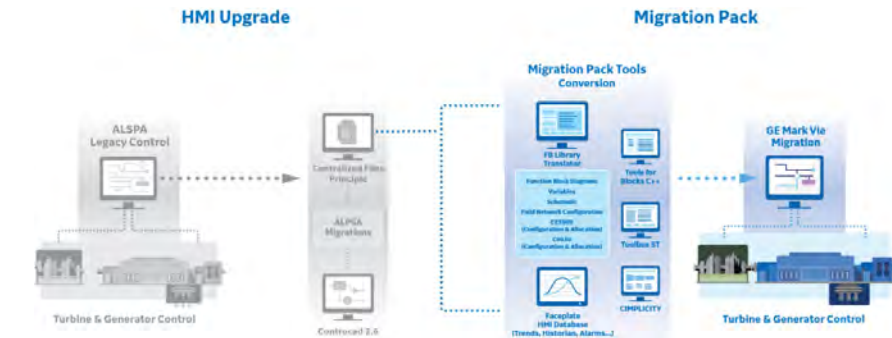 HMI Upgrade
Migration Pack
ALSPA
Legacy Control
Turbine & Generator Control
Centralized Files
Principle
ALPSA
Migrations
Controcad 2.6
Migration Pack Tools
Conversion
FB Library
Translator
Function Block Diagrams
Variables
Schematic
Field Network Configuration
(Configuration & Allocation)
(Configuration & Allocation)
Faceplate
HMI Database
(Trends, Historian, Alarms...)
Tools for
Blocks C++
Toolbox ST
CIMPLICITY
GE Mark VIe
Migration
Turbine & Generator Control